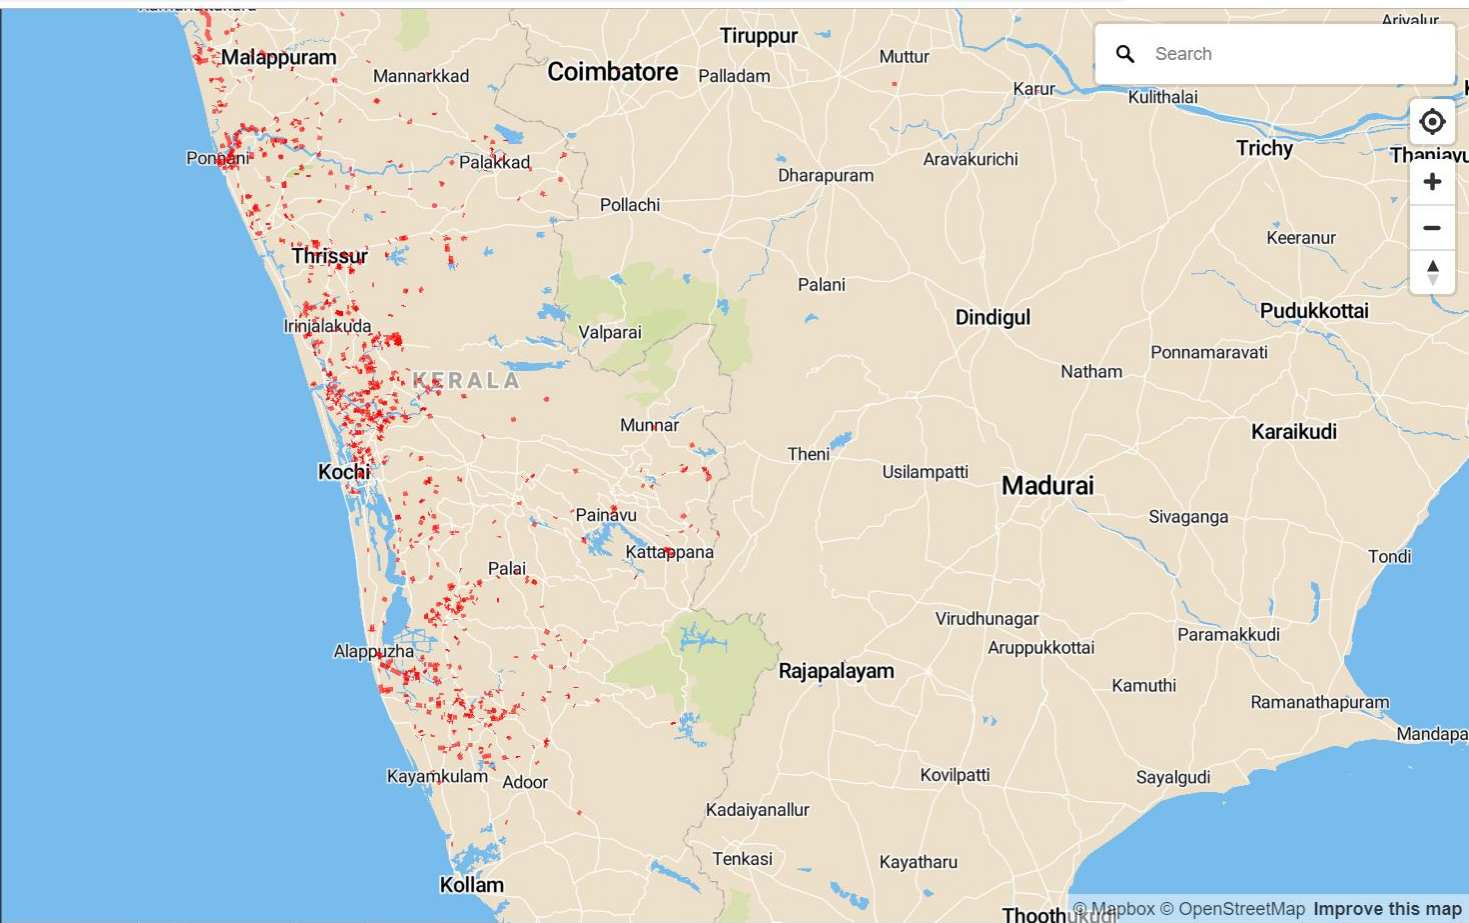 Arivalur
Tiruppur
Search
Malappuram
Mannarkkad
Coimbatore
Palladam
Muttur
Karur
Kulithalai
Ponnani
Palakkad
Aravakurichi
Trichy
Thanjavu
Dharapuram
Pollachi
Keeranur
Thrissur
Palani
Dindigul
Pudukkottai
Irinjalakuda
Valparai
Ponnamaravati
Natham
KERALA
Munnar
Theni
Karaikudi
Kochi
Usilampatti
Madurai
Painavu
Sivaganga
Kattappana
Tondi
Palai
Virudhunagar
Paramakkudi
Alappuzha
Aruppukkottai
Rajapalayam
Kamuthi
Ramanathapuram
Mandapa
Kayamkulam
Adoor
Kovilpatti
Sayalgudi
Kadaiyanallur
Tenkasi
Kayatharu
Kollam
Thoothukudi
© Mapbox © OpenStreetMap Improve this map